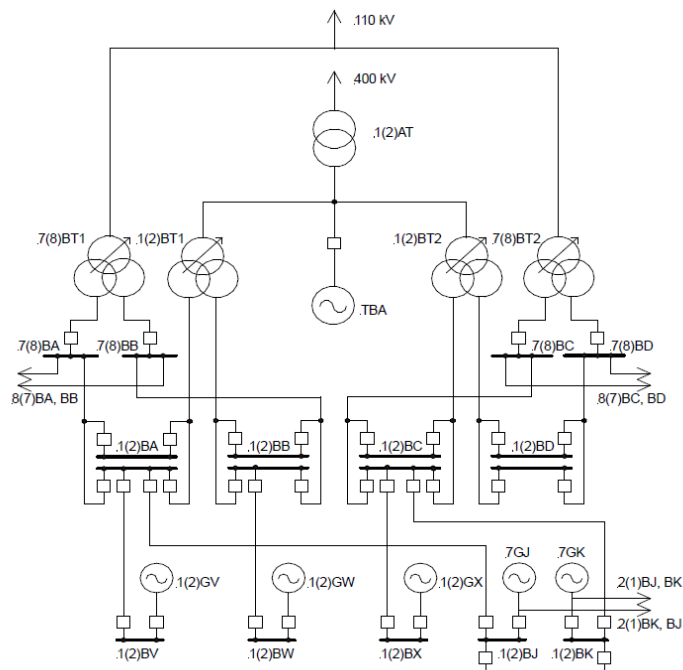 .110 kV
.400 kV
.1(2)AT
.7(8)BT1
.1(2)BT1
.1(2)BT2
.7(8)BT2
.TBA
.7(8)BA
.7(8)BB
.7(8)BC
.7(8)BD
.8(7)BA, BB
.8(7)BC, BD
.1(2)BA
.1(2)BB
.1(2)BC
.1(2)BD
.7GJ
.7GK
.1(2)GV
.1(2)GW
.1(2)GX
.2(1)BJ, BK
.2(1)BK, BJ
.1(2)BV
.1(2)BW
.1(2)BX
.1(2)BJ
.1(2)BK